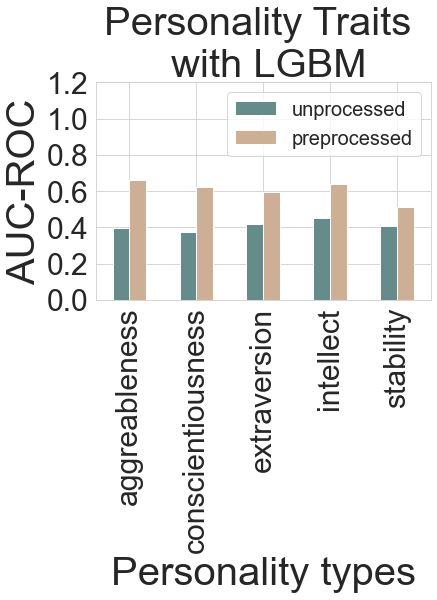 Personality Traits
with LGBM
AUC-ROC
1.2
1.0
0.8
0.6
0.4
0.2
0.0
unprocessed
preprocessed
aggreableness
conscientiousness
extraversion
intellect
stability
Personality types